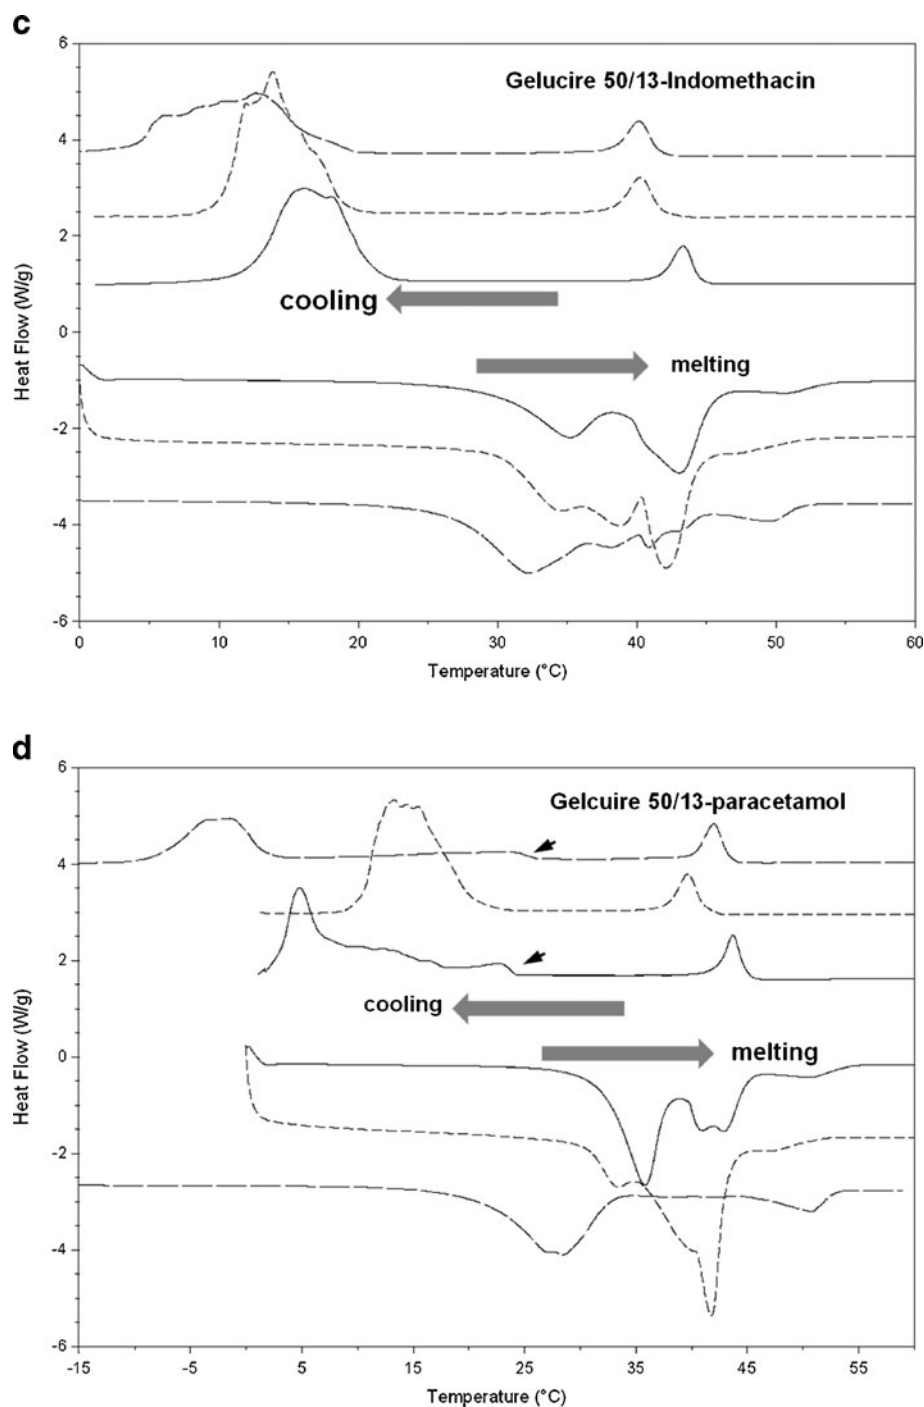 c
6
Gelucire 50/13-Indomethacin
4
2
cooling
0
melting
-2
-4
-6
0 10 20 30 40 50 60
Heat Flow (W/g)
Temperature (°C)
d
6
Gelcuire 50/13-paracetamol
4
2
cooling
0
melting
-2
-4
-6
-15 -5 5 15 25 35 45 55
Heat Flow (W/g)
Temperature (°C)